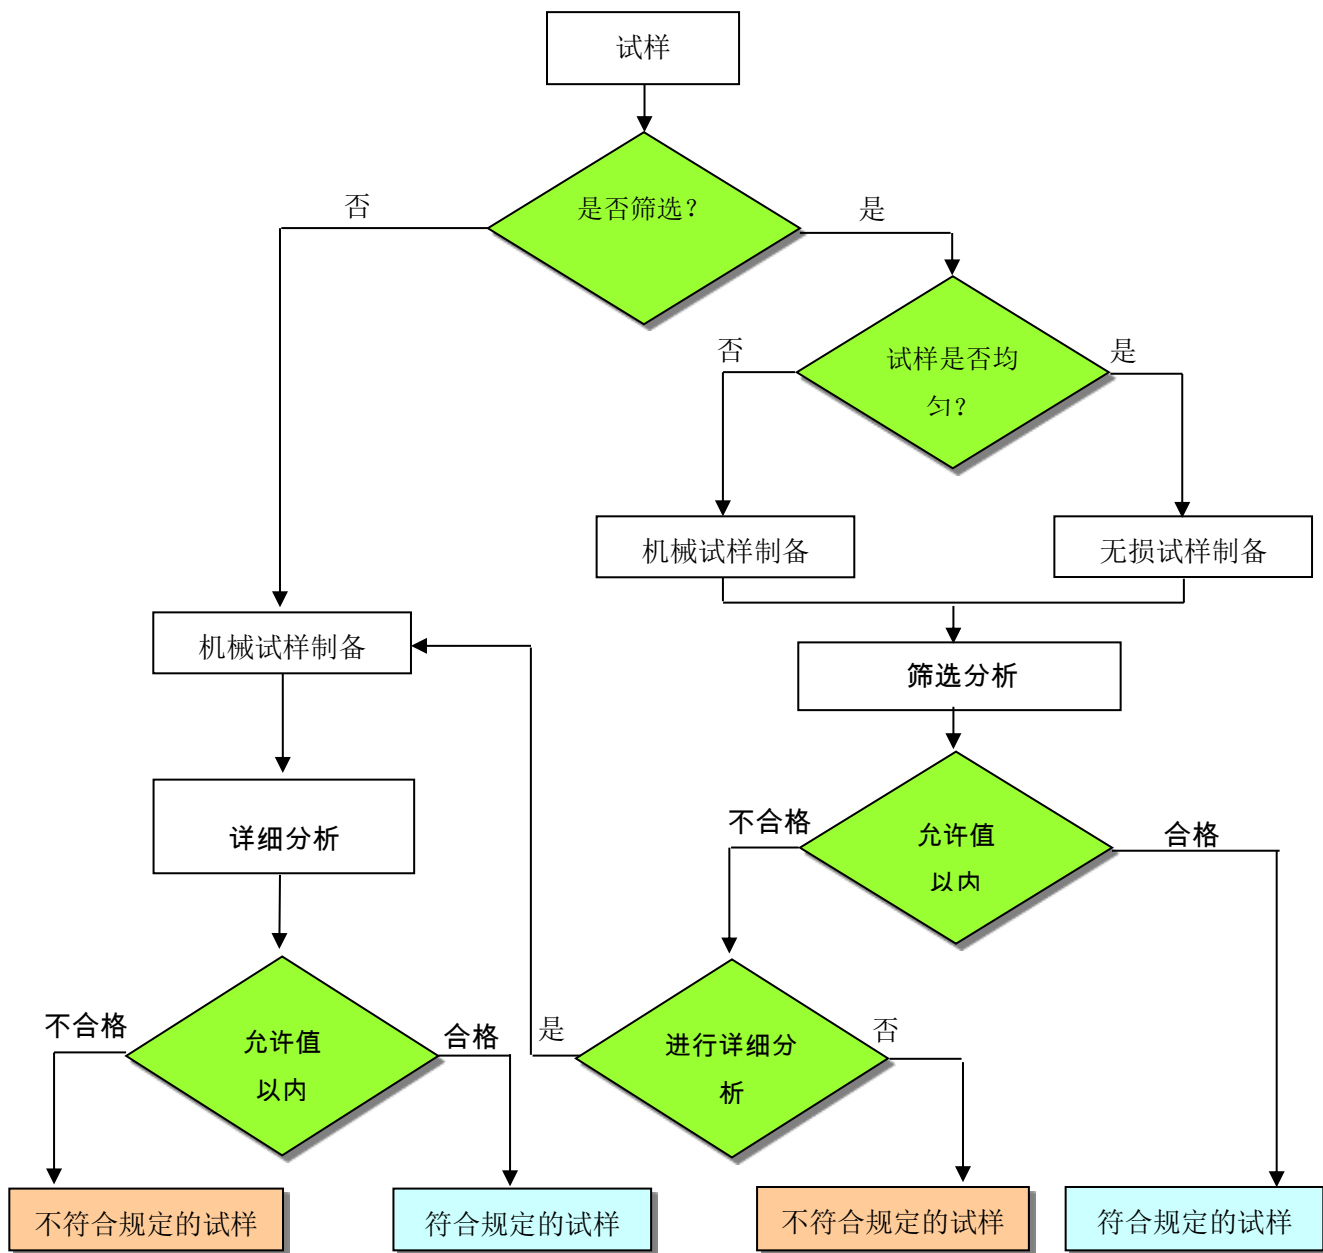 试样
是否筛选？
否
是
试样是否均
匀？
否
是
机械试样制备
无损试样制备
机械试样制备
筛选分析
详细分析
不合格
允许值
以内
合格
不合格
允许值
以内
合格
是
进行详细分
析
否
不符合规定的试样
符合规定的试样
不符合规定的试样
符合规定的试样